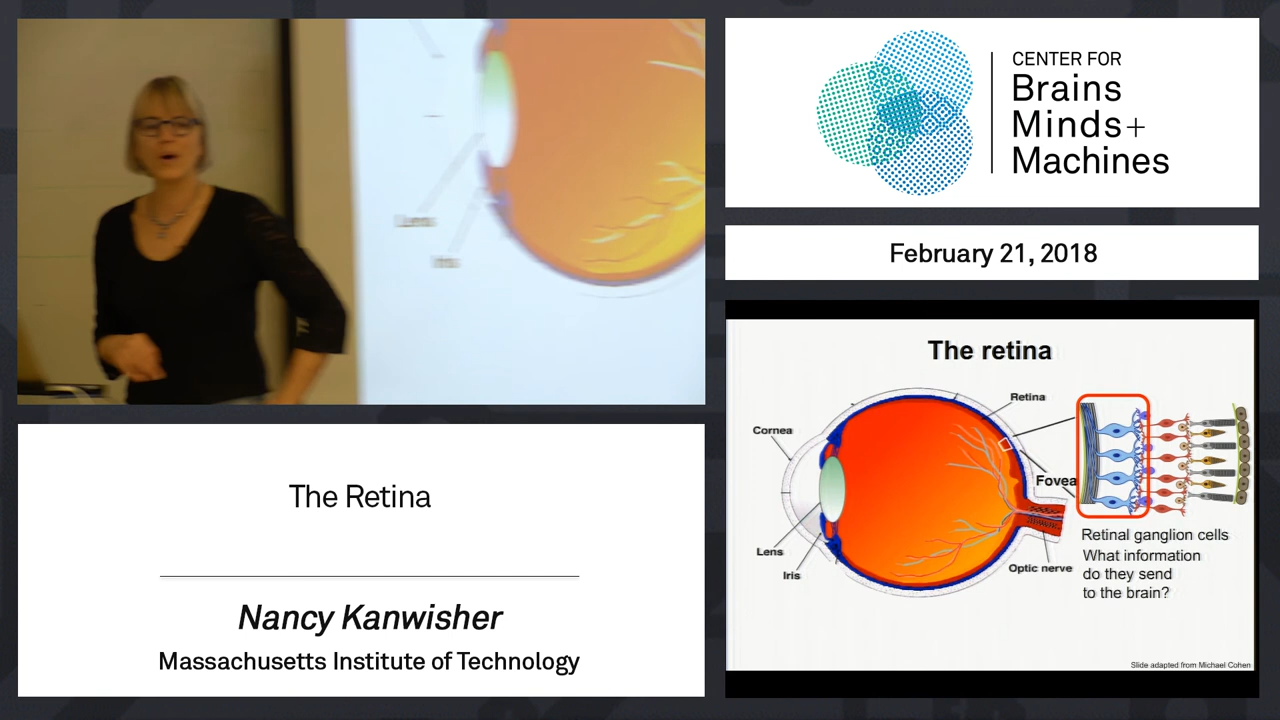 Lens
Iris
CENTER FOR
Brains
Minds+
Machines
February 21, 2018
The Retina
Nancy Kanwisher
Massachusetts Institute of Technology
The retina
Retina
Cornea
Fovea
Lens
Iris
Optic nerve
Retinal ganglion cells
What information
do they send
to the brain?
Slide adapted from Michael Cohen